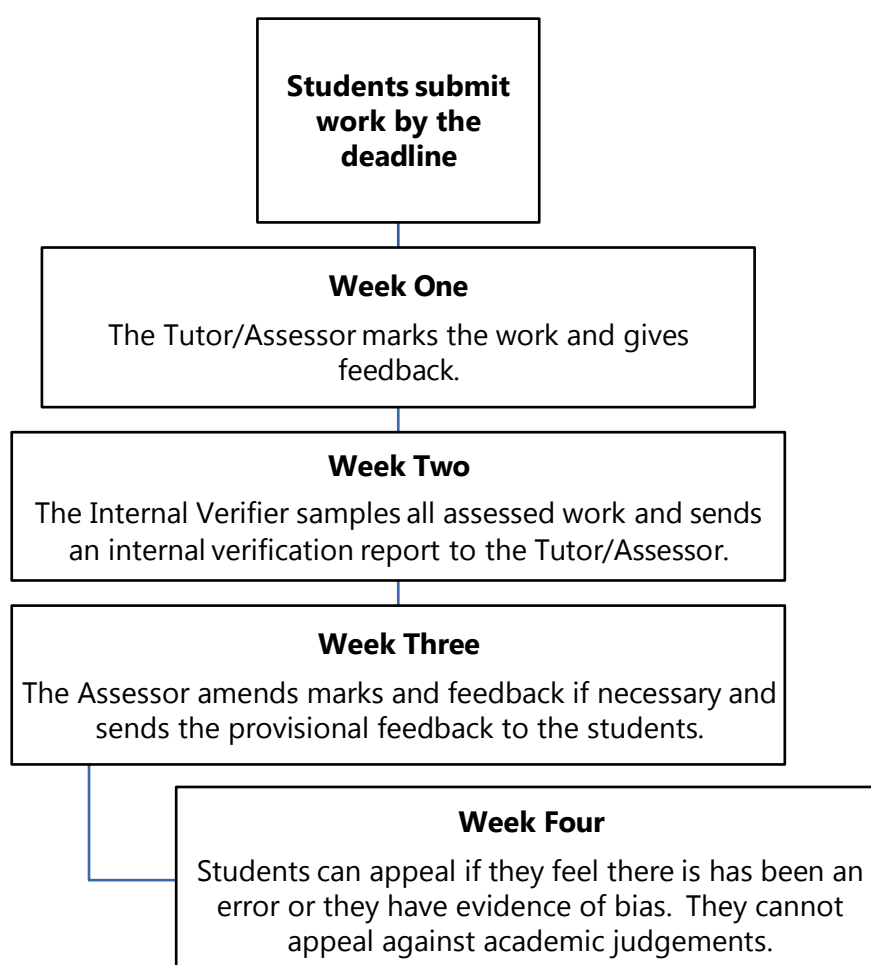 Students submit
work by the
deadline
Week One
The Tutor/Assessor marks the work and gives
feedback.
Week Two
The Internal Verifier samples all assessed work and sends
an internal verification report to the Tutor/Assessor.
Week Three
The Assessor amends marks and feedback if necessary and
sends the provisional feedback to the students.
Week Four
Students can appeal if they feel there is has been an
error or they have evidence of bias.  They cannot
appeal against academic judgements.